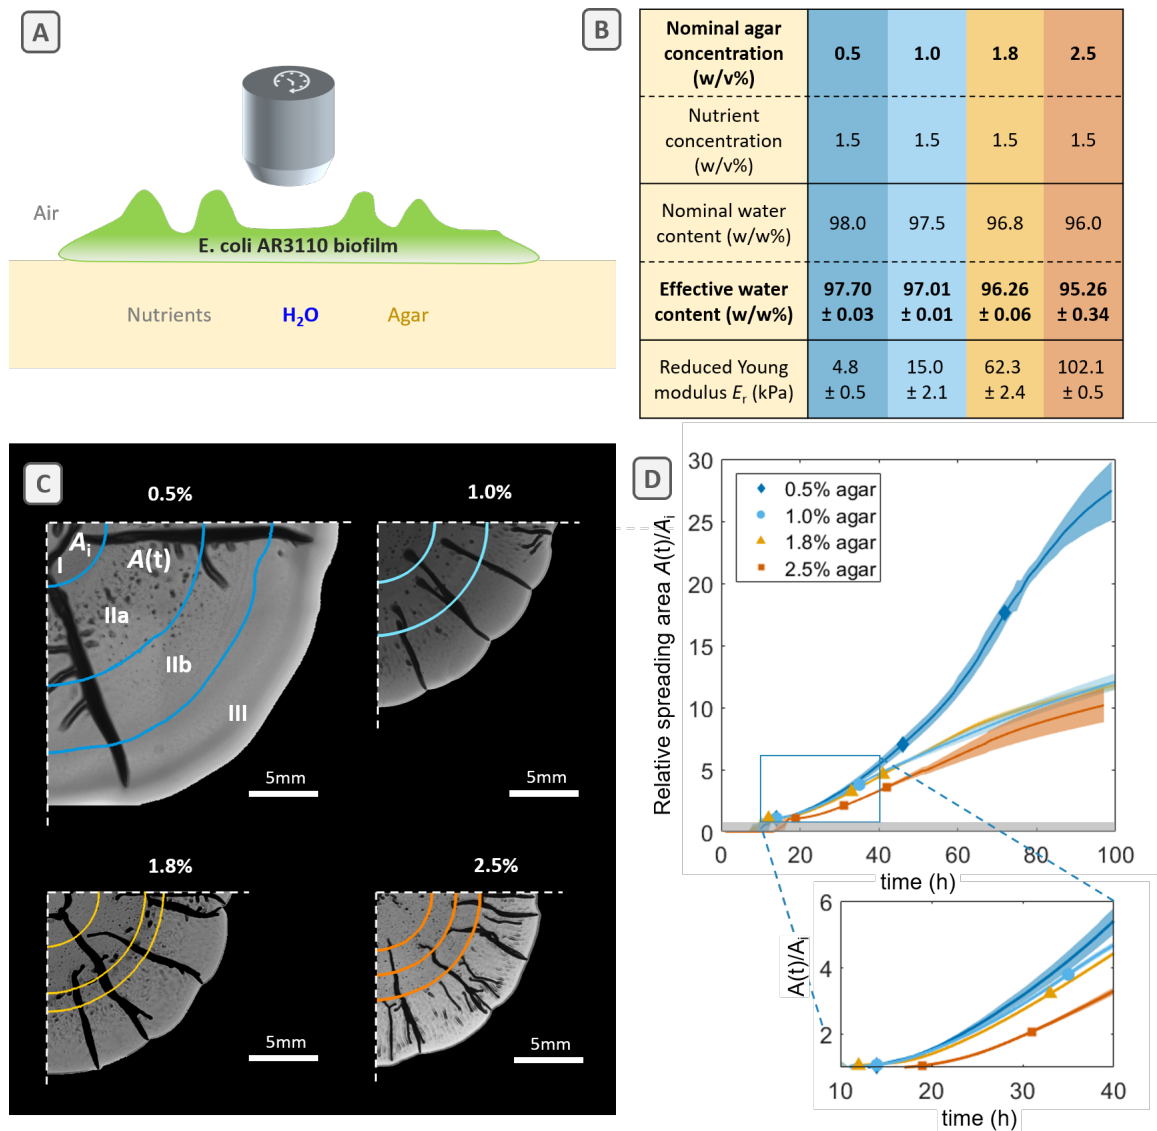 A
Air
E. coli AR3110 biofilm
Nutrients
H2O
Agar
B
Nominal agar
concentration
(w/v%)
0.5
1.0
1.8
2.5
Nutrient
concentration
(w/v%)
1.5
1.5
1.5
1.5
Nominal water
content (w/w%)
98.0
97.5
96.8
96.0
Effective water
content (w/w%)
97.70
± 0.03
97.01
± 0.01
96.26
± 0.06
95.26
± 0.34
Reduced Young
modulus Er (kPa)
4.8
± 0.5
15.0
± 2.1
62.3
± 2.4
102.1
± 0.5
C
0.5%
Ai
I
A(t)
IIa
IIb
III
5mm
1.0%
5mm
1.8%
5mm
2.5%
5mm
D
Relative spreading area A(t)/Ai
30
25
20
15
10
5
0
0.5% agar
1.0% agar
1.8% agar
2.5% agar
0
20
40
60
80
100
time (h)
A(t)/Ai
6
4
2
10
20
30
40
time (h)